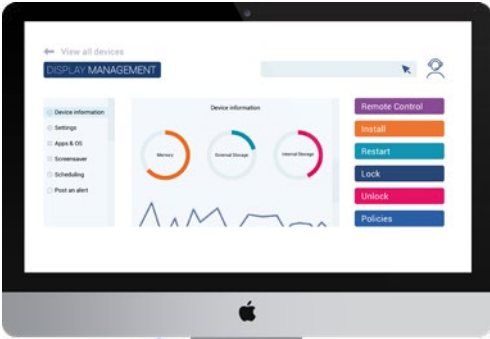 View all devices
DISPLAY MANAGEMENT
Device information
Settings
Apps & OS
Screensaver
Scheduling
Post an alert
Device information
Memory
External Storage
Internal Storage
Remote Control
Install
Restart
Lock
Unlock
Policies